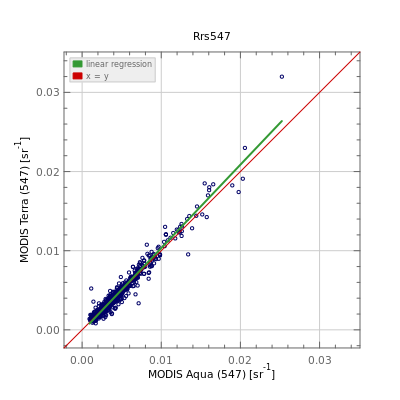 Rrs547
linear regression
x = y
0.03
0.02
0.01
0.00
MODIS Terra (547) [sr⁻¹]
0.00 0.01 0.02 0.03
MODIS Aqua (547) [sr⁻¹]